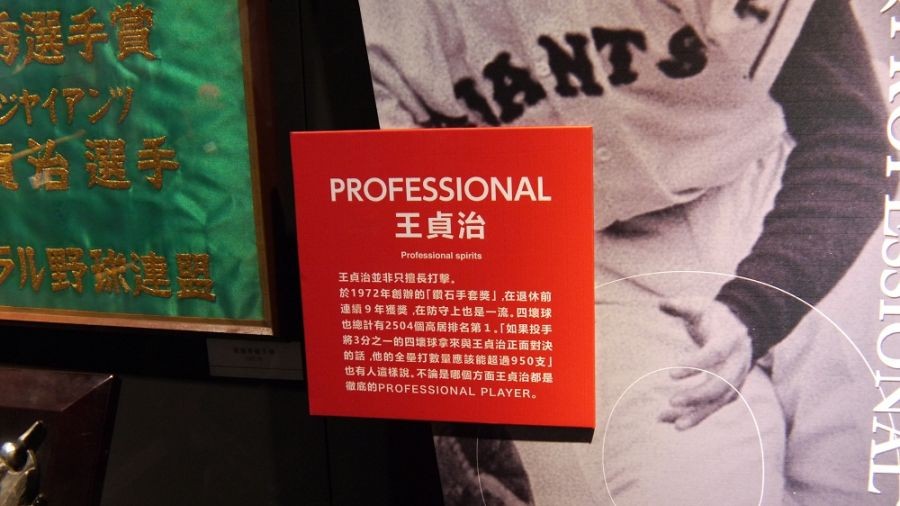 秀選手賞
ジャイアンツ
貞治 選手
ラル野球連盟
GIANTS
PROFESSIONAL
王貞治
Professional spirits
王貞治並非只擅長打擊。
於1972年創辦的「鑽石手套獎」,在退休前
連續9年獲獎,在防守上也是一流。四壞球
也總計有2504個高居排名第1。「如果投手
將3分之一的四壞球拿來與王貞治正面對決
的話,他的全壘打數量應該能超過950支」
也有人這樣說。不論是哪個方面王貞治都是
徹底的PROFESSIONAL PLAYER。
PROFESSIONAL